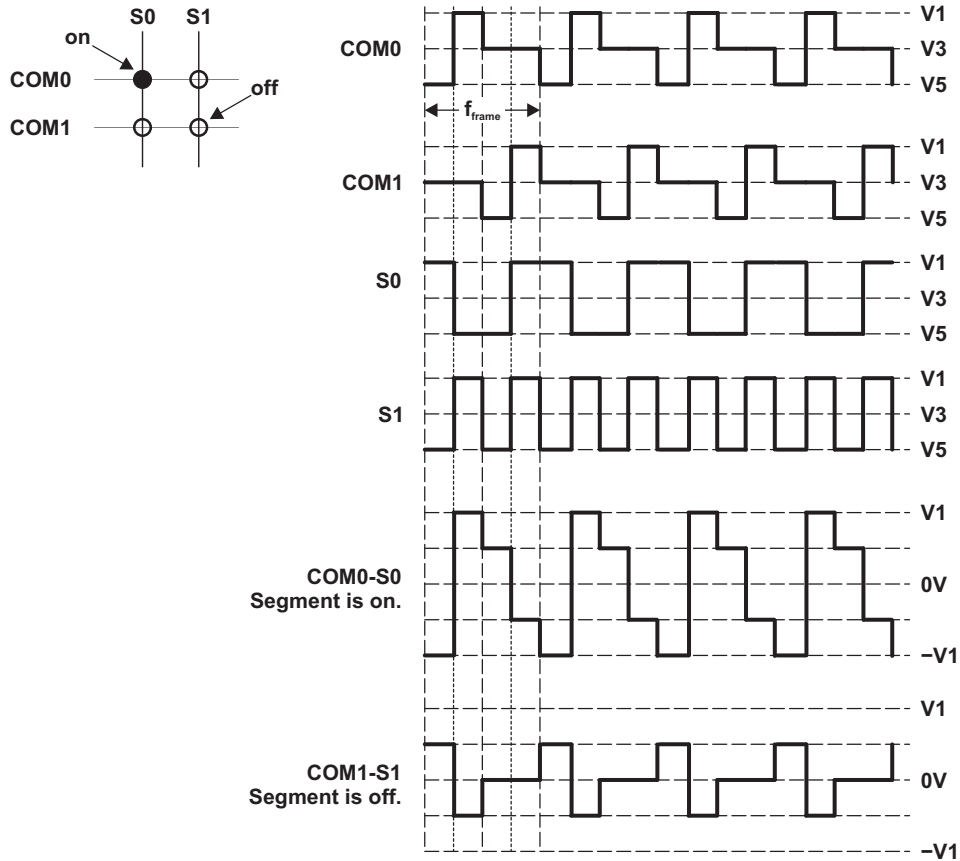 S0 S1
on
COM0
off
COM1
COM0
V1
V3
V5
f frame
COM1
V1
V3
V5
S0
V1
V3
V5
S1
V1
V3
V5
COM0-S0
Segment is on.
V1
0V
−V1
COM1-S1
Segment is off.
V1
0V
−V1